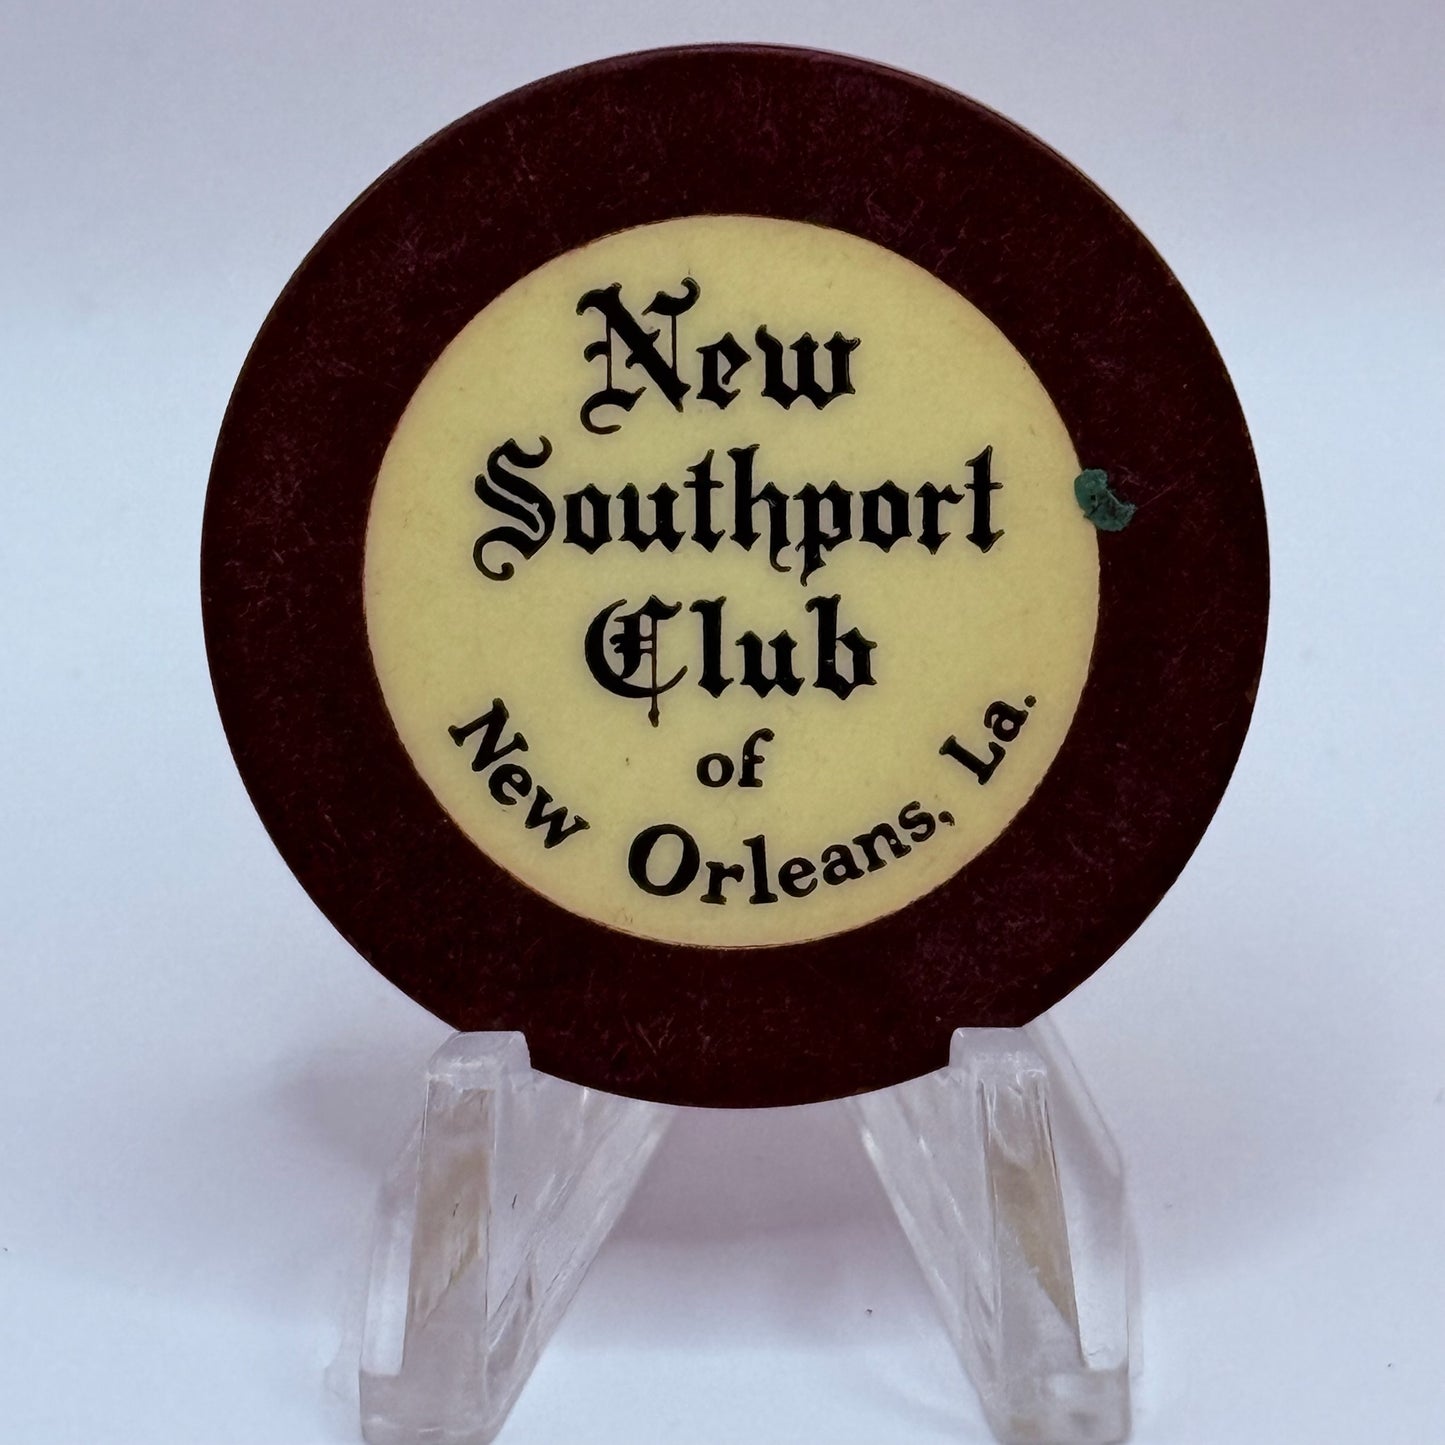 New
Southport
Club
of
New Orleans, La.